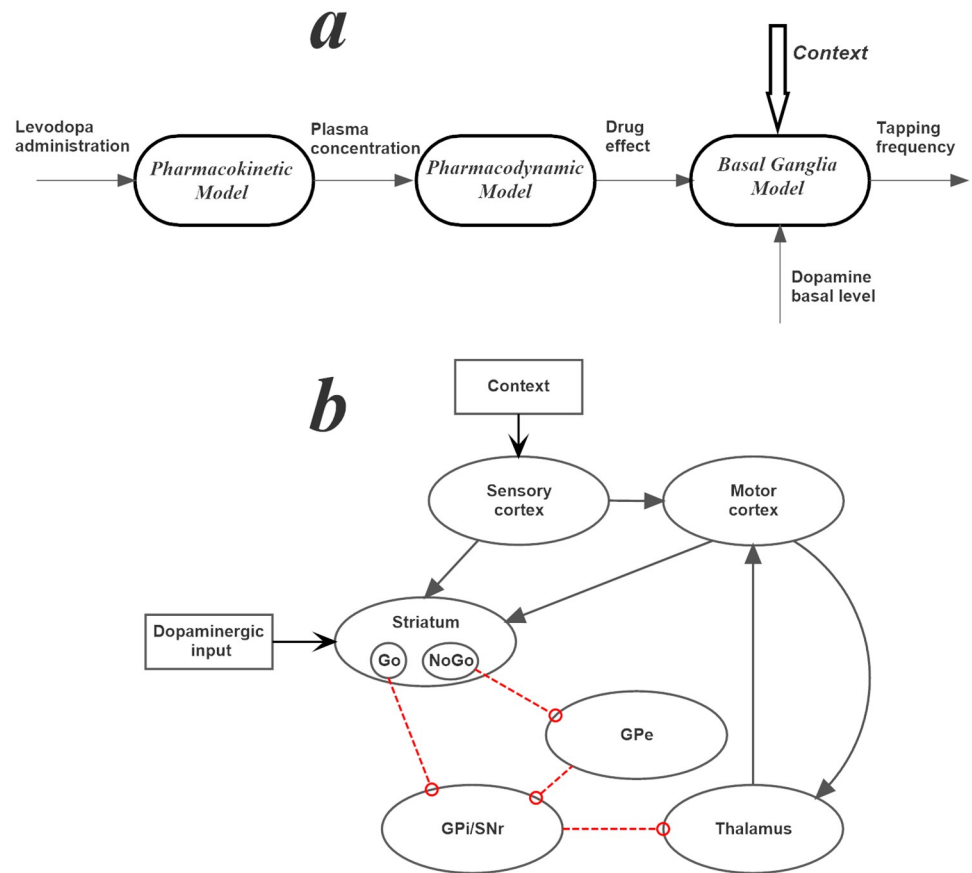 a
Context
Levodopa
administration
Plasma
concentration
Drug
effect
Tapping
frequency
Pharmacokinetic
Model
Pharmacodynamic
Model
Basal Ganglia
Model
Dopamine
basal level
b
Context
Sensory
cortex
Motor
cortex
Dopaminergic
input
Striatum
Go
NoGo
GPe
GPi/SNr
Thalamus